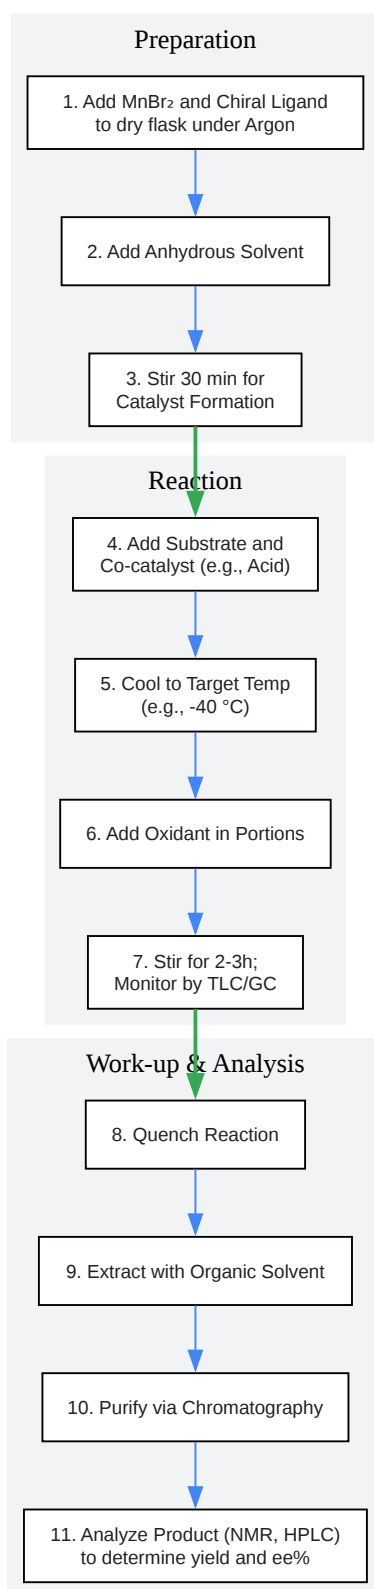 Preparation
1. Add MnBr₂ and Chiral Ligand
to dry flask under Argon
2. Add Anhydrous Solvent
3. Stir 30 min for
Catalyst Formation
Reaction
4. Add Substrate and
Co-catalyst (e.g., Acid)
5. Cool to Target Temp
(e.g., -40 °C)
6. Add Oxidant in Portions
7. Stir for 2-3h;
Monitor by TLC/GC
Work-up & Analysis
8. Quench Reaction
9. Extract with Organic Solvent
10. Purify via Chromatography
11. Analyze Product (NMR, HPLC)
to determine yield and ee%